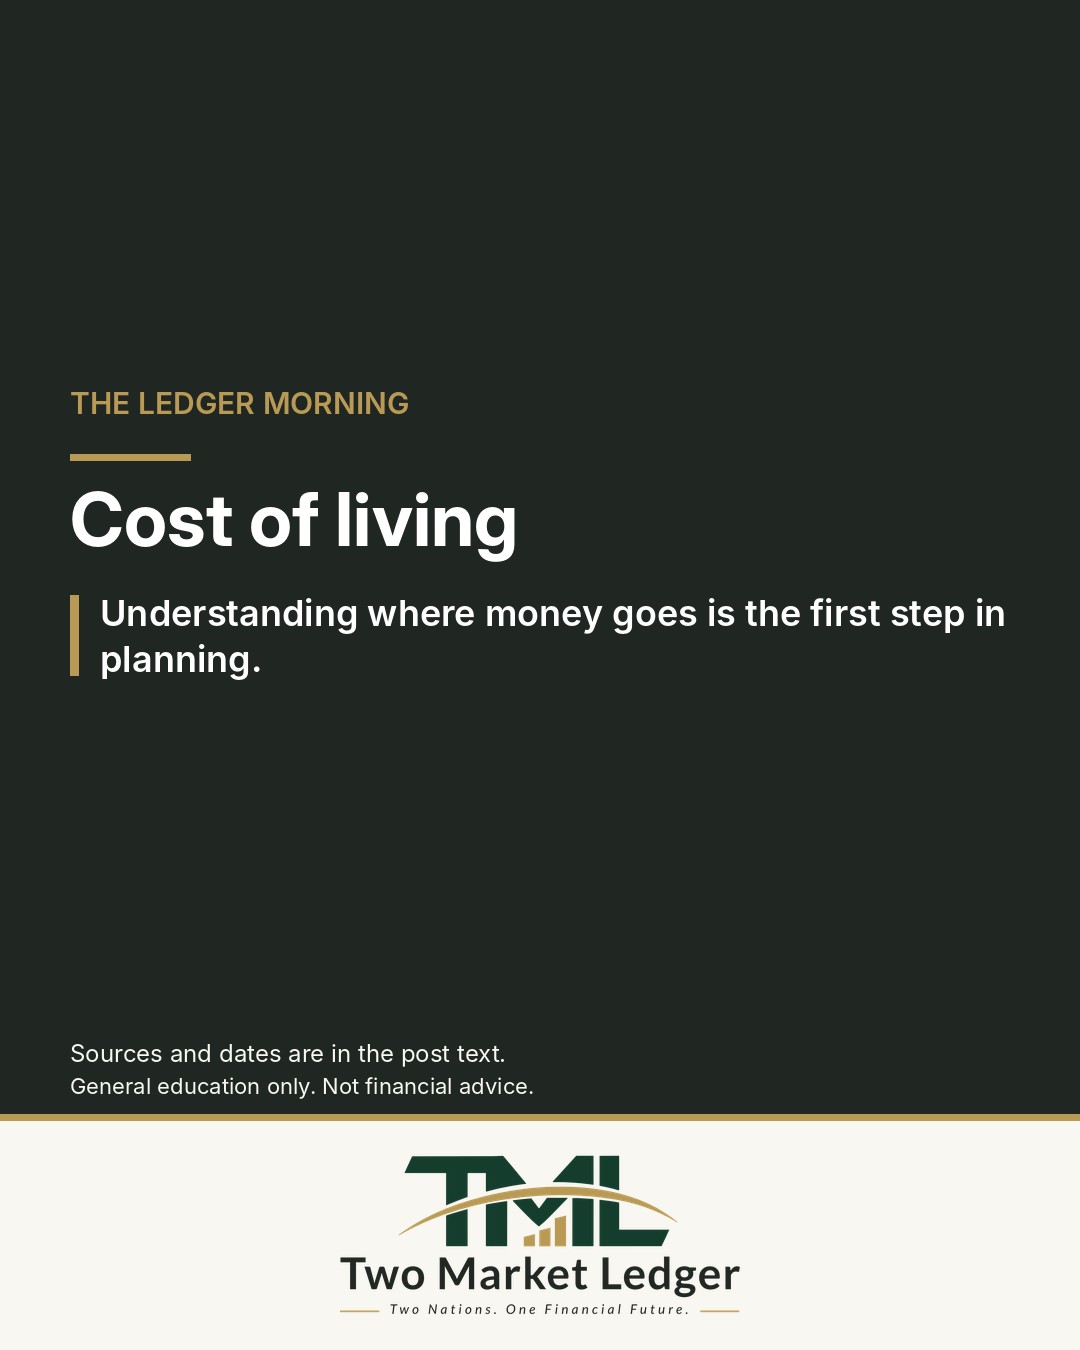 THE LEDGER MORNING
Cost of living
Understanding where money goes is the first step in
planning.
Sources and dates are in the post text.
General education only. Not financial advice.
TML
Two Market Ledger
Two Nations. One Financial Future.